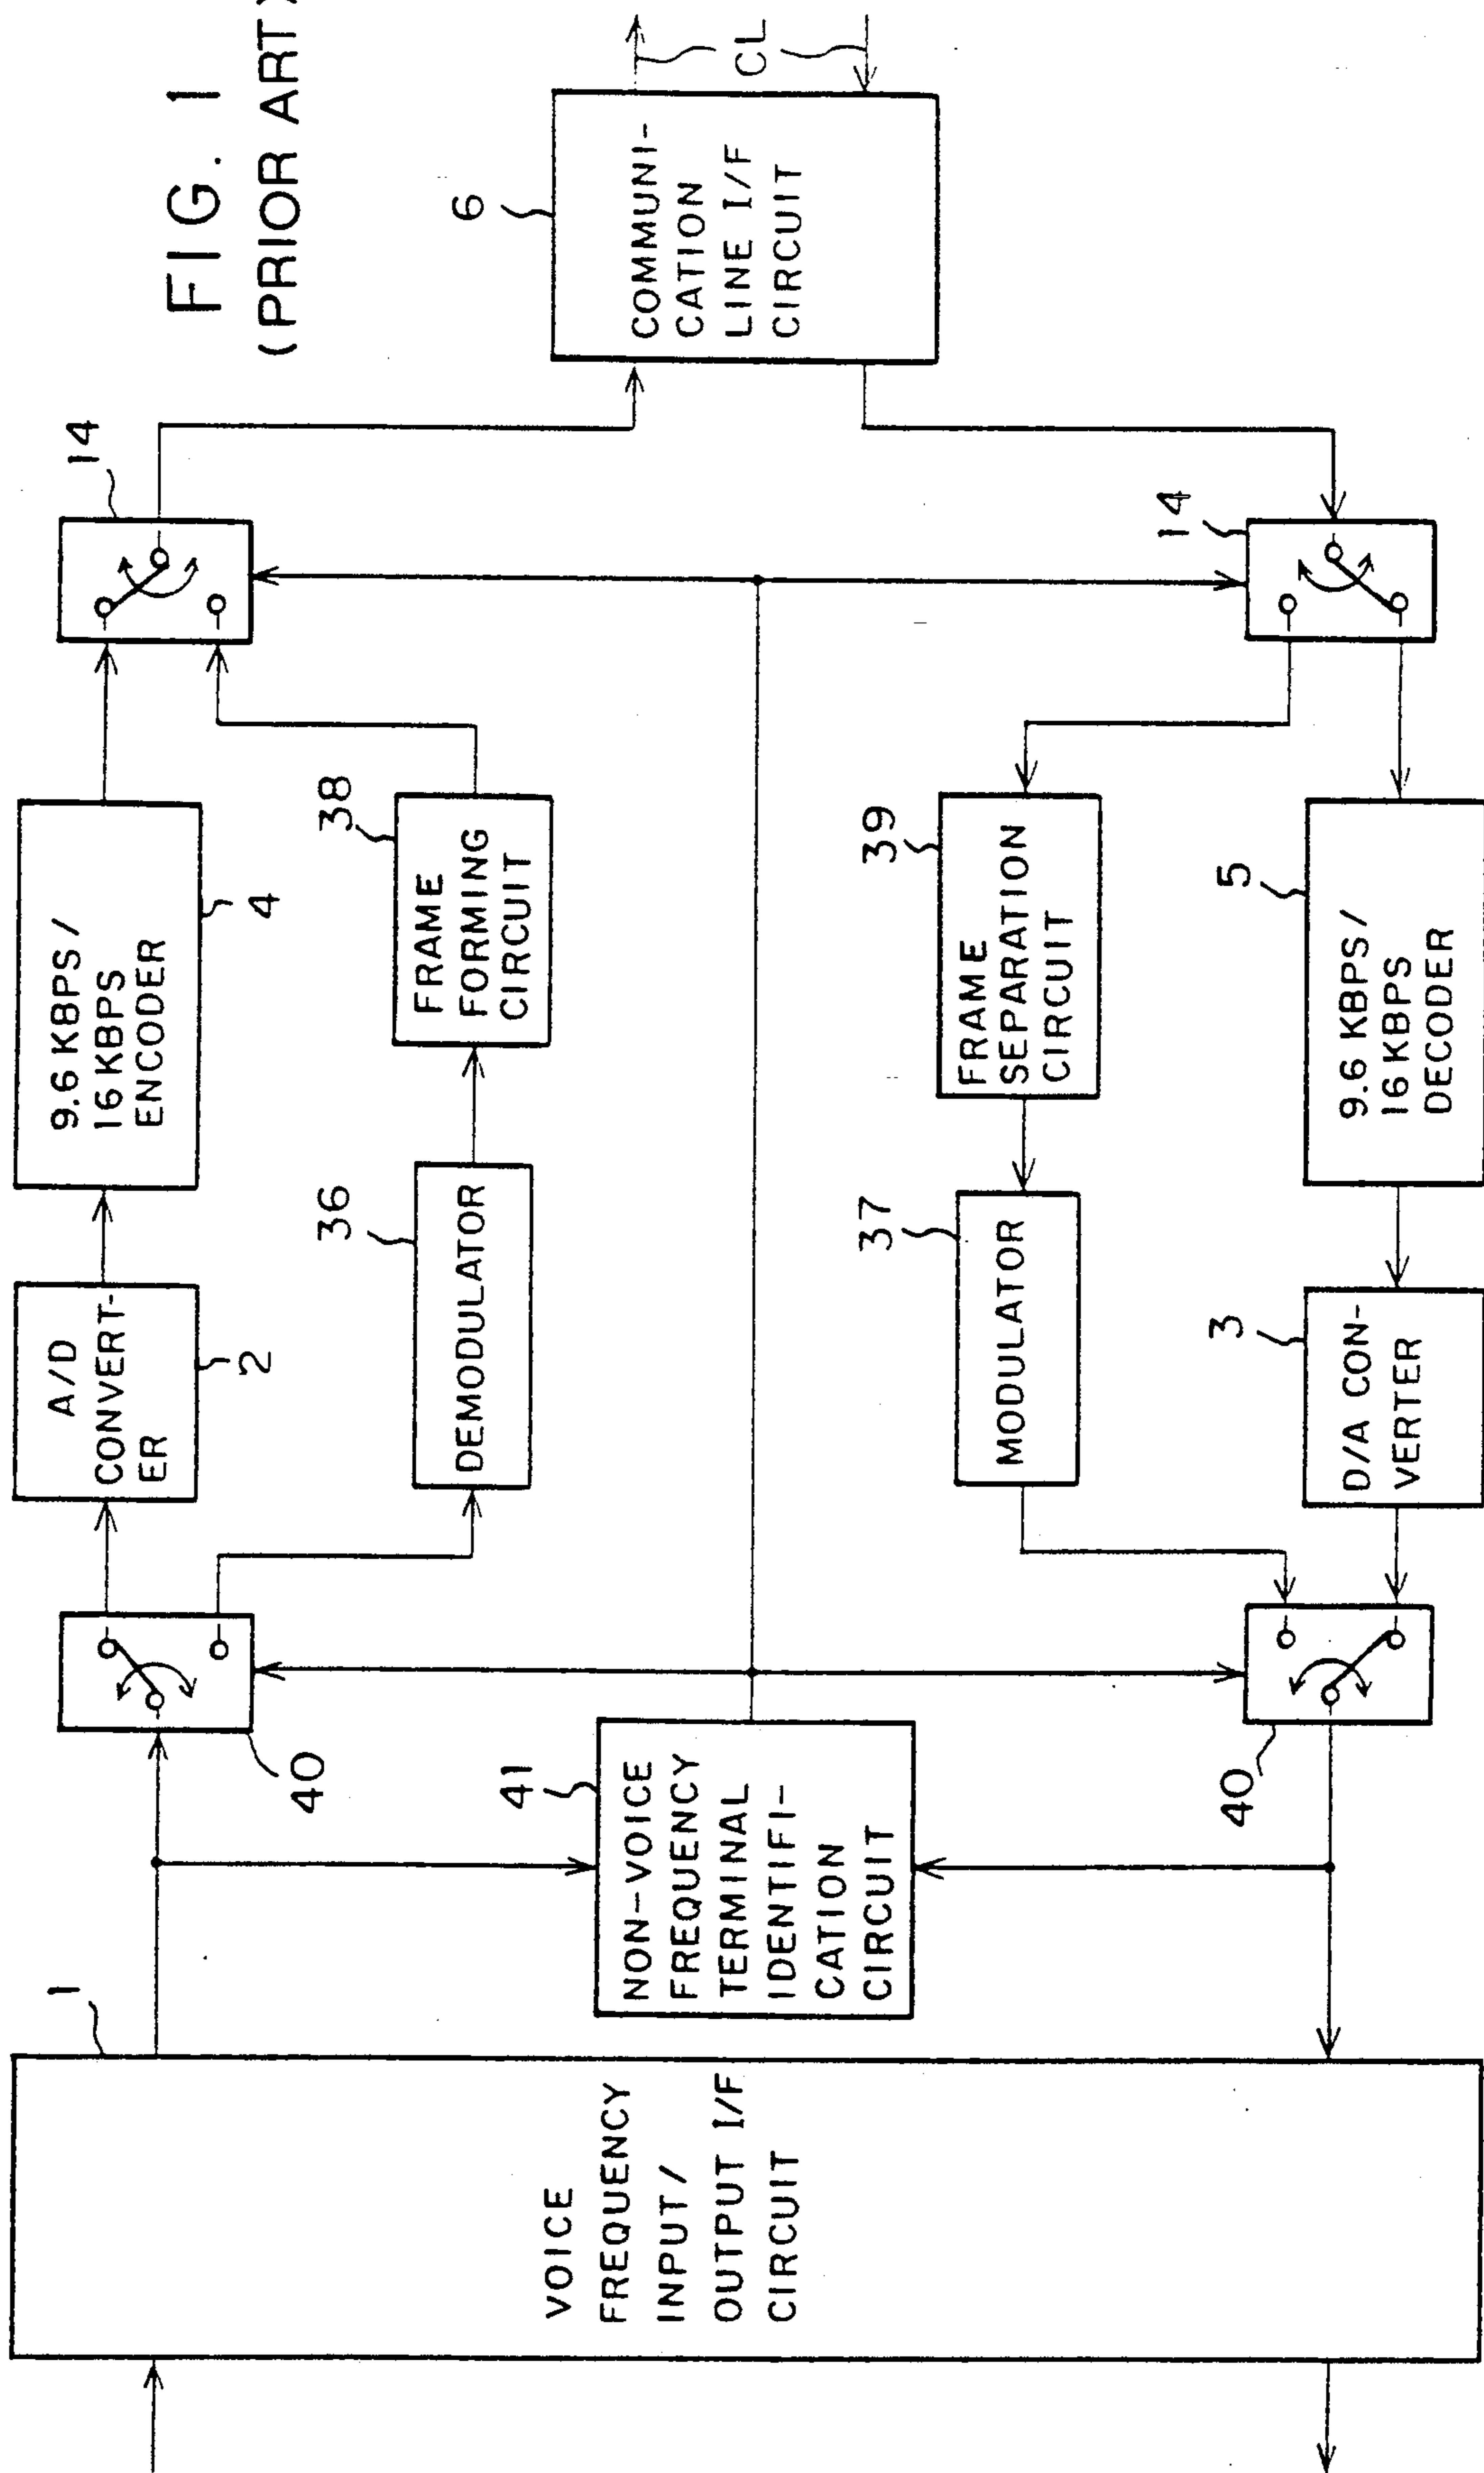 FIG. 1
(PRIOR ART)
1
VOICE
FREQUENCY
INPUT/
OUTPUT I/F
CIRCUIT
40
41
NON-VOICE
FREQUENCY
TERMINAL
IDENTIFI-
CATION
CIRCUIT
40
A/D
CONVERT-
ER
2
36
DEMODULATOR
37
MODULATOR
3
D/A CON-
VERTER
9.6 KBPS/
16 KBPS
ENCODER
4
38
FRAME
FORMING
CIRCUIT
39
FRAME
SEPARATION
CIRCUIT
5
9.6 KBPS/
16 KBPS
DECODER
14
14
6
COMMUNI-
CATION
LINE I/F
CIRCUIT
CL